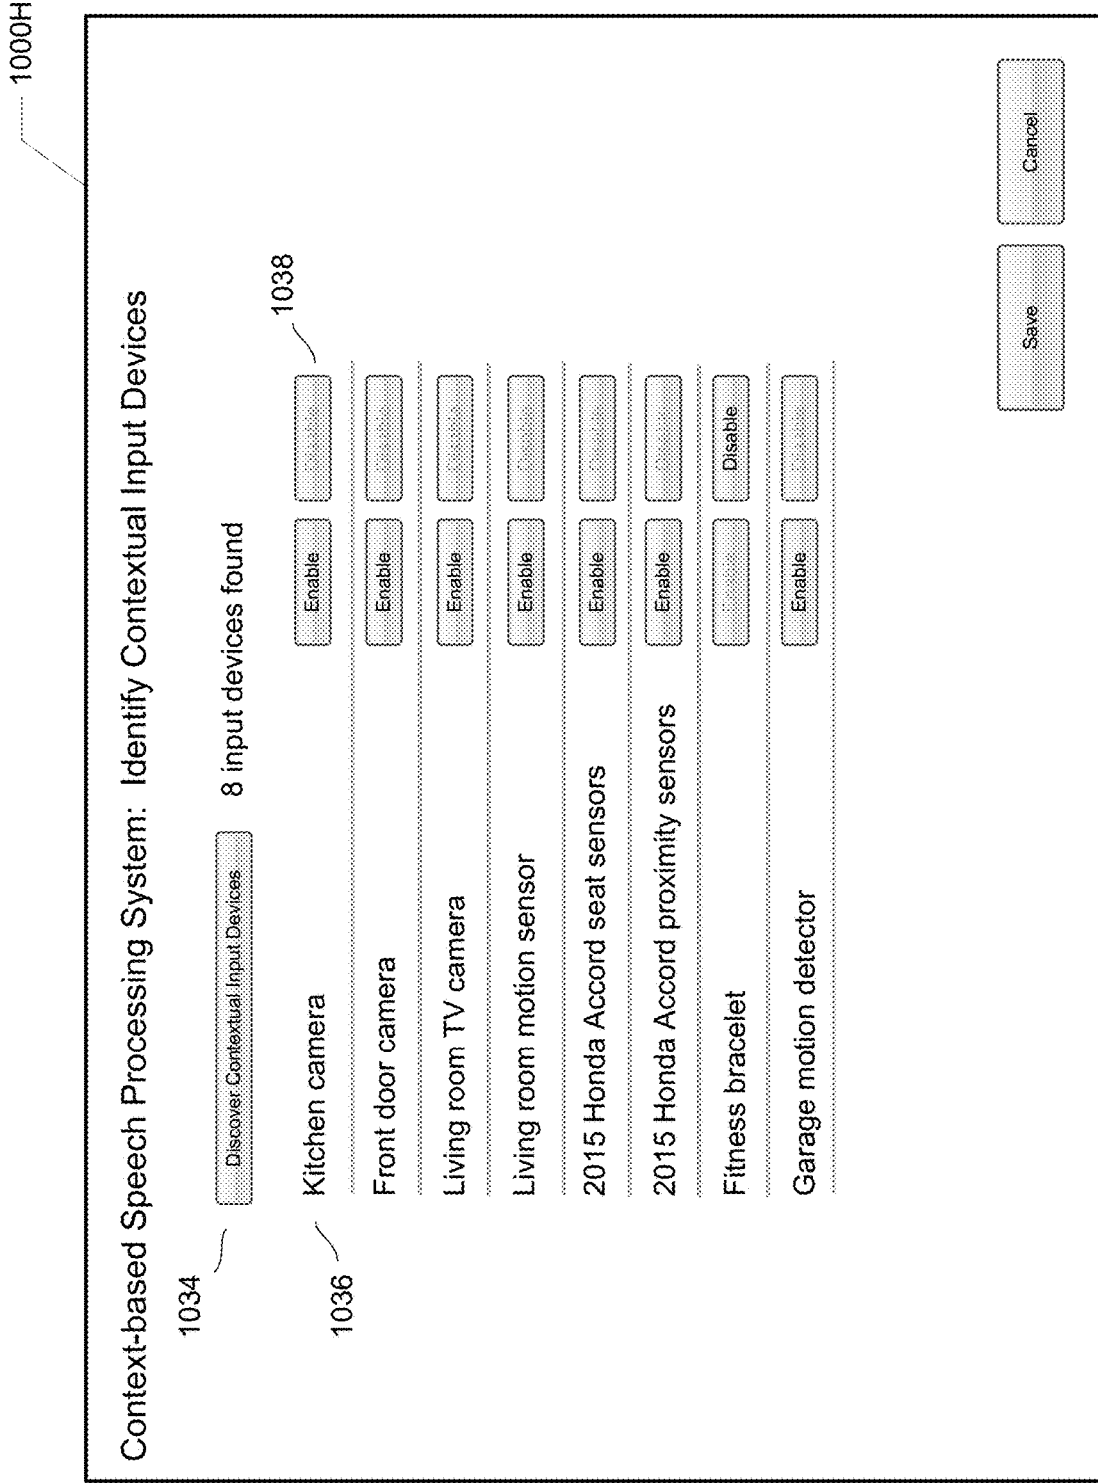 1000H
Context-based Speech Processing System: Identify Contextual Input Devices
1034
Discover Contextual Input Devices 8 input devices found
1038
1036
Kitchen camera Enable
Front door camera Enable
Living room TV camera Enable
Living room motion sensor Enable
2015 Honda Accord seat sensors Enable
2015 Honda Accord proximity sensors Enable
Fitness bracelet Disable
Garage motion detector Enable
Save Cancel